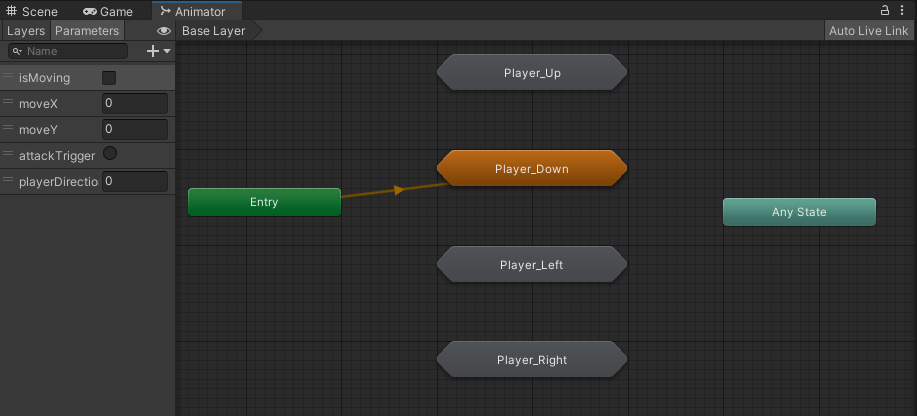 Scene Game Animator
Layers Parameters Base Layer Auto Live Link
Name
isMoving
moveX 0
moveY 0
attackTrigger
playerDirectio 0
Player_Up
Player_Down
Entry
Any State
Player_Left
Player_Right